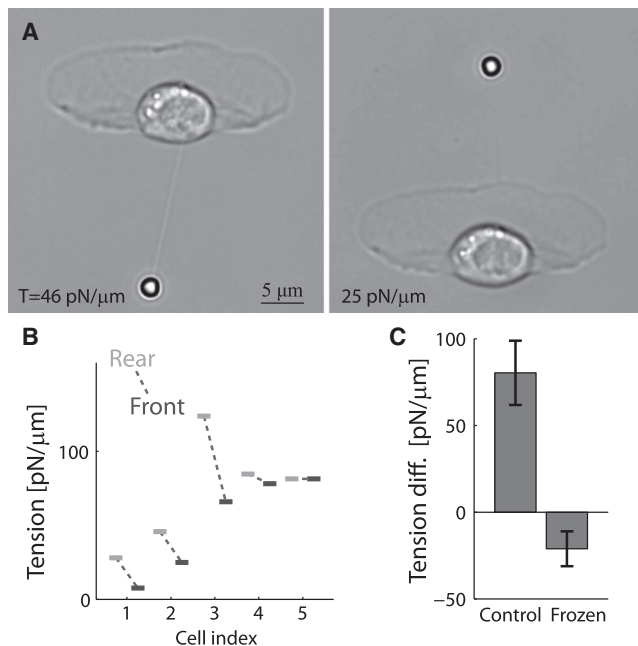 A
T=46 pN/μm
5 μm
25 pN/μm
B
Rear
Front
Tension [pN/μm]
100
0
1 2 3 4 5
Cell index
C
Tension diff. [pN/μm]
100
50
0
−50
Control Frozen